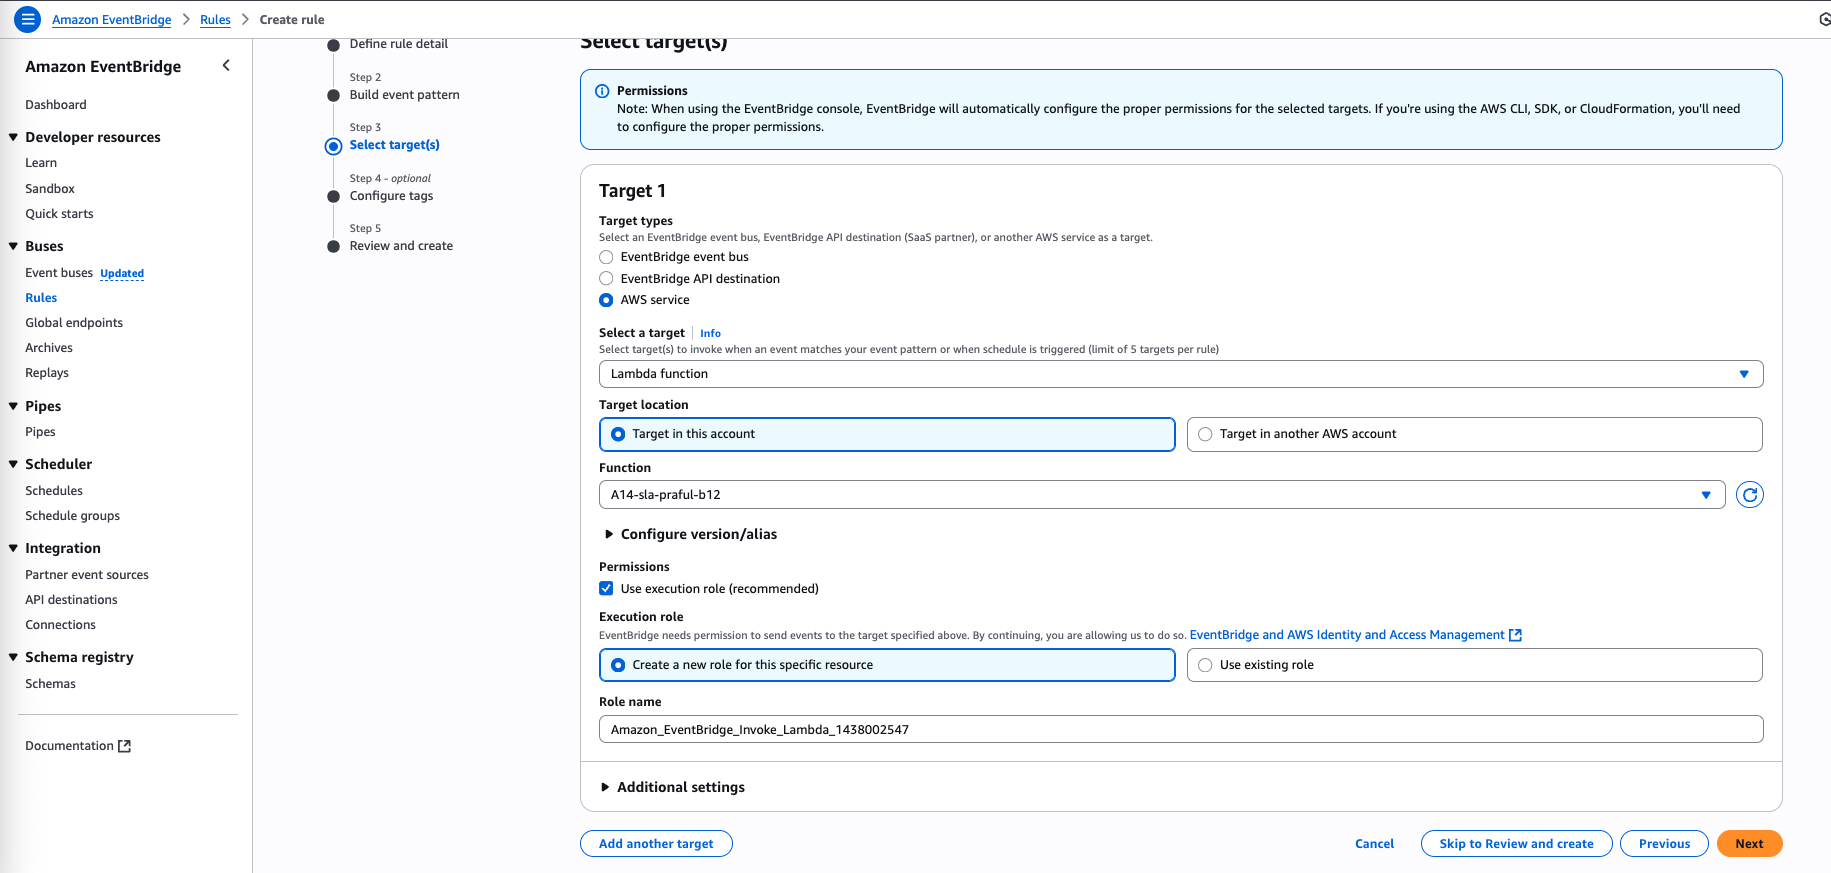 Amazon EventBridge > Rules > Create rule
Amazon EventBridge
Dashboard
Developer resources
Learn
Sandbox
Quick starts
Buses
Event buses Updated
Rules
Global endpoints
Archives
Replays
Pipes
Pipes
Scheduler
Schedules
Schedule groups
Integration
Partner event sources
API destinations
Connections
Schema registry
Schemas
Documentation
Define rule detail
Step 2
Build event pattern
Step 3
Select target(s)
Step 4 - optional
Configure tags
Step 5
Review and create
Select target(s)
Permissions
Note: When using the EventBridge console, EventBridge will automatically configure the proper permissions for the selected targets. If you're using the AWS CLI, SDK, or CloudFormation, you'll need
to configure the proper permissions.
Target 1
Target types
Select an EventBridge event bus, EventBridge API destination (SaaS partner), or another AWS service as a target.
EventBridge event bus
EventBridge API destination
AWS service
Select a target Info
Select target(s) to invoke when an event matches your event pattern or when schedule is triggered (limit of 5 targets per rule)
Lambda function
Target location
Target in this account
Target in another AWS account
Function
A14-sla-praful-b12
Configure version/alias
Permissions
Use execution role (recommended)
Execution role
EventBridge needs permission to send events to the target specified above. By continuing, you are allowing us to do so. EventBridge and AWS Identity and Access Management
Create a new role for this specific resource
Use existing role
Role name
Amazon_EventBridge_Invoke_Lambda_1438002547
Additional settings
Add another target
Cancel
Skip to Review and create
Previous
Next